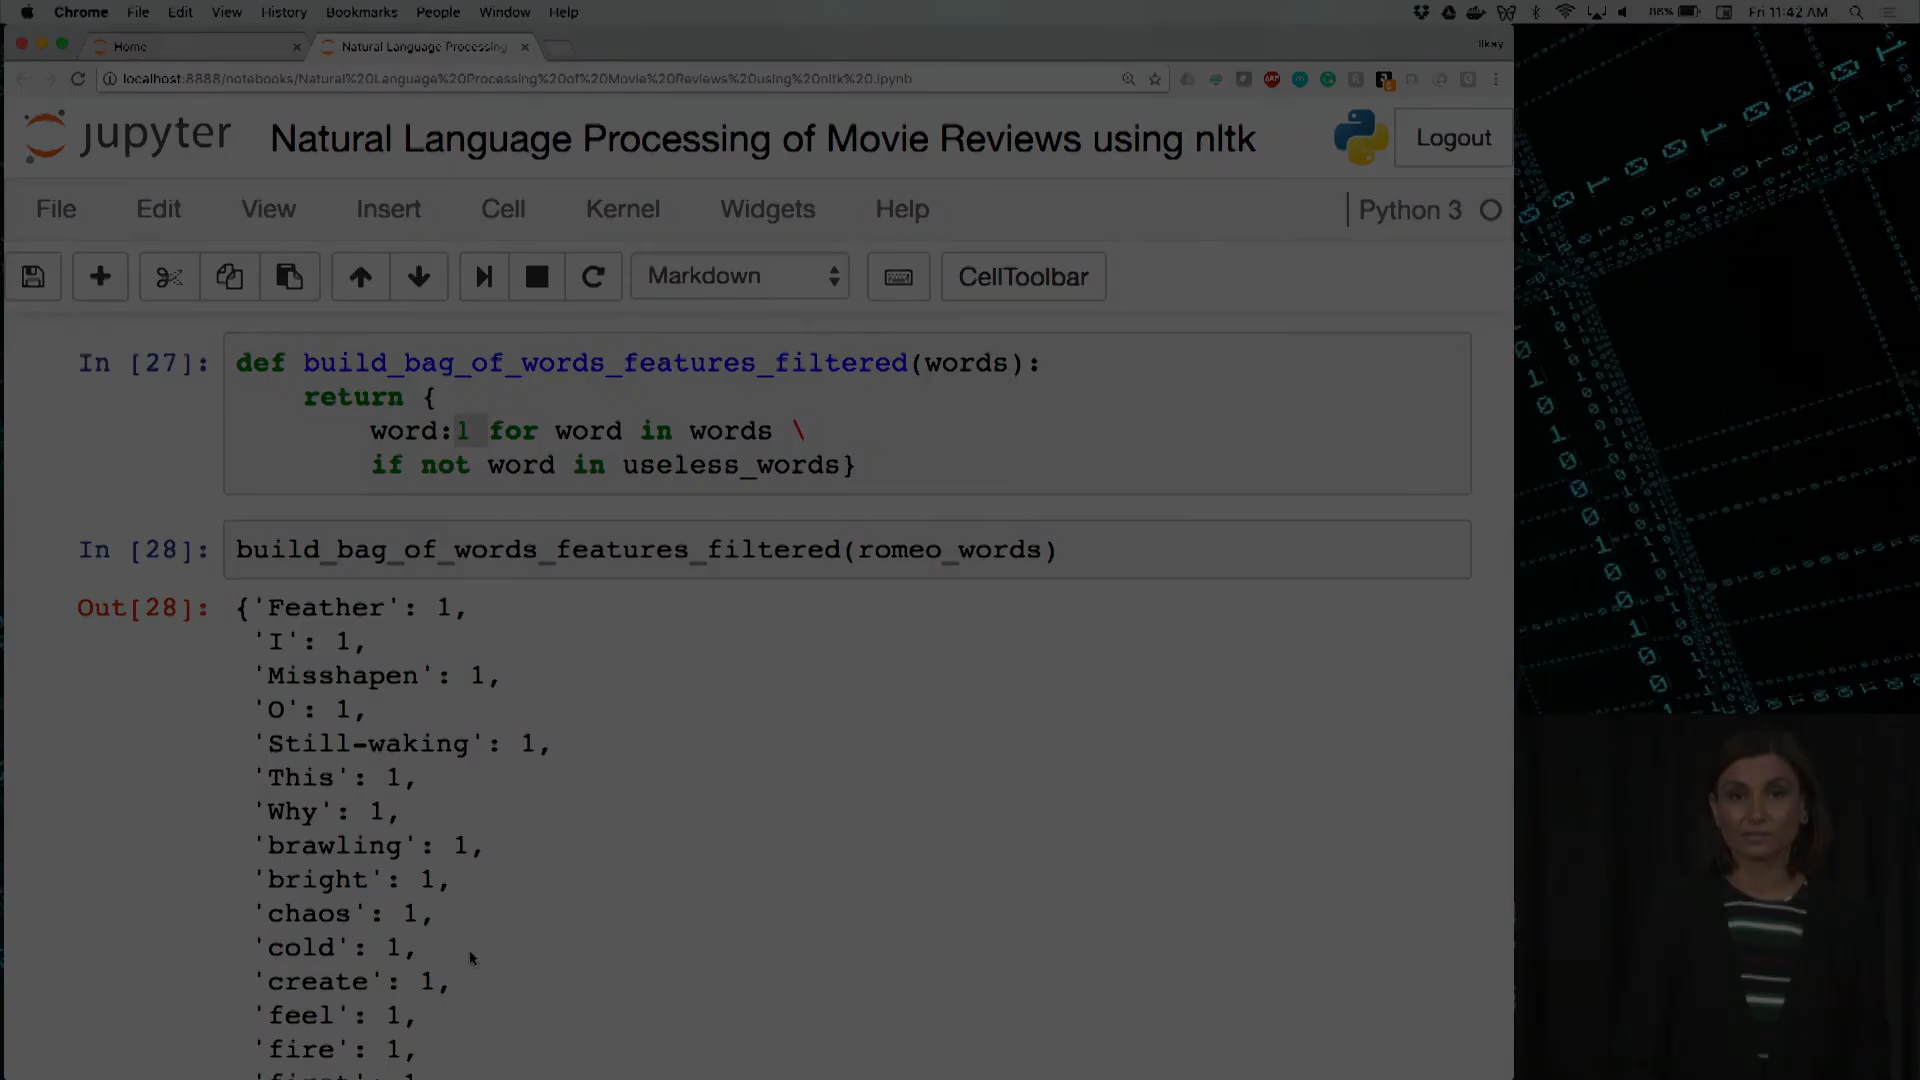 Chrome File Edit View History Bookmarks People Window Help
Fri 11:42 AM
Home
Natural Language Processing
localhost:8888/notebooks/Natural%20Language%20Processing%20of%20Movie%20Reviews%20using%20nltk%20.ipynb
jupyter Natural Language Processing of Movie Reviews using nltk
Logout
File Edit View Insert Cell Kernel Widgets Help
Python 3
Markdown
CellToolbar
In [27]: def build_bag_of_words_features_filtered(words):
return {
word:1 for word in words \
if not word in useless_words}
In [28]: build_bag_of_words_features_filtered(romeo_words)
Out[28]: {'Feather': 1,
'I': 1,
'Misshapen': 1,
'O': 1,
'Still-waking': 1,
'This': 1,
'Why': 1,
'brawling': 1,
'bright': 1,
'chaos': 1,
'cold': 1,
'create': 1,
'feel': 1,
'fire': 1,